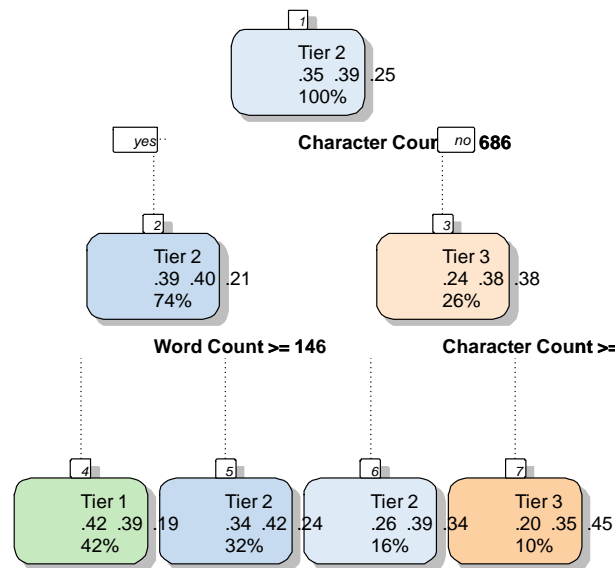 1
Tier 2
.35 .39 .25
100%
yes
Character Cour no 686
2
3
Tier 2
.39 .40 .21
74%
Tier 3
.24 .38 .38
26%
Word Count >= 146
Character Count >=
4
5
6
7
Tier 1
.42 .39 .19
42%
Tier 2
.34 .42 .24
32%
Tier 2
.26 .39 .34
16%
Tier 3
.20 .35 .45
10%